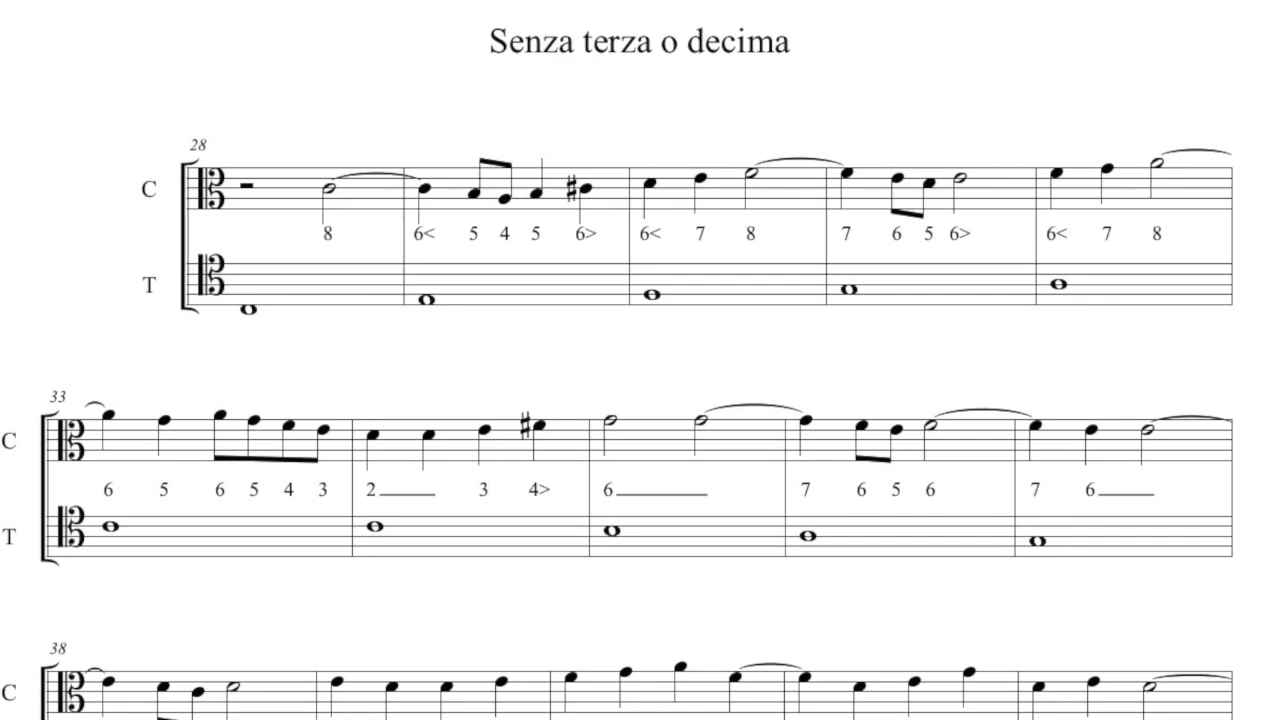 Senza terza o decima
28
C
8 6< 5 4 5 6> 6< 7 8 7 6 5 6> 6< 7 8
T
33
C
6 5 6 5 4 3 2 3 4> 6 7 6 5 6 7 6
T
38
C